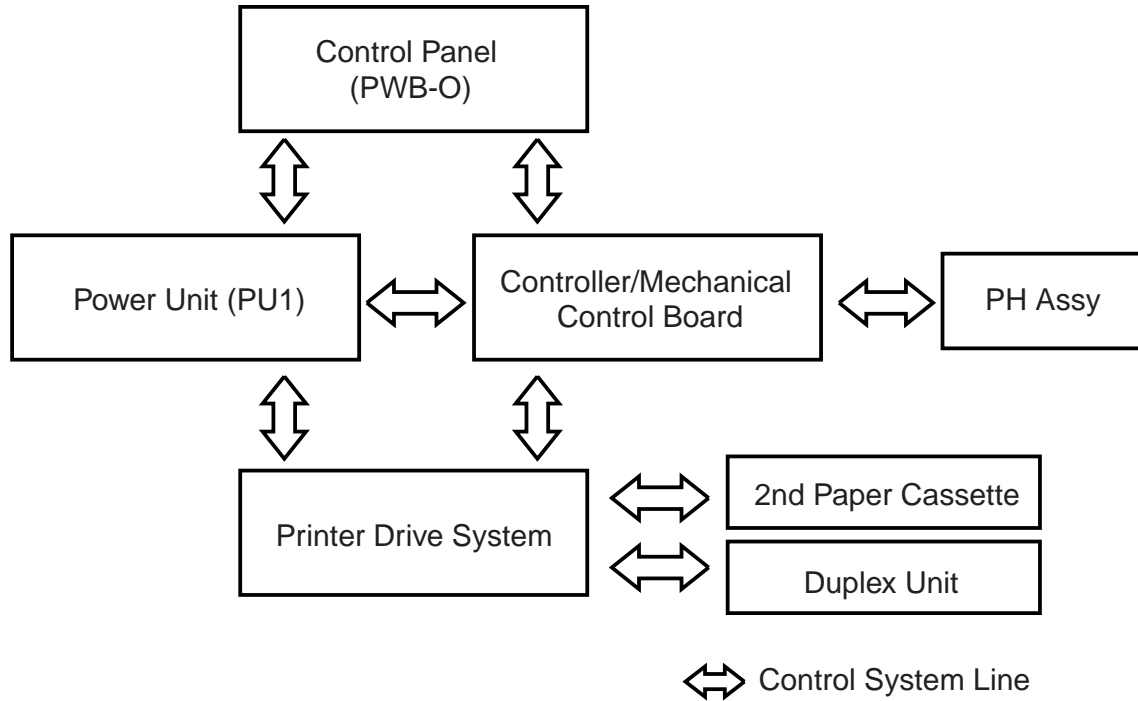 Control Panel
(PWB-O)
Power Unit (PU1)
Controller/Mechanical
Control Board
PH Assy
Printer Drive System
2nd Paper Cassette
Duplex Unit
Control System Line